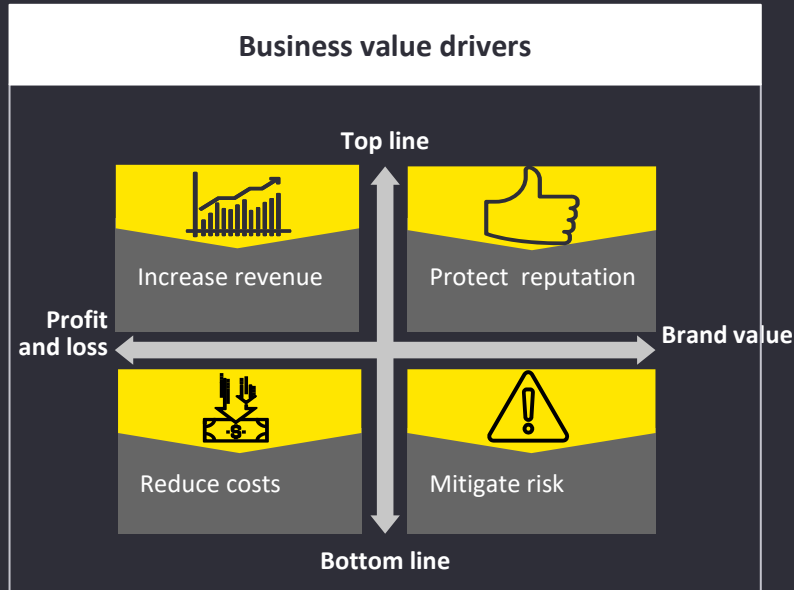 Business value drivers
Top line
Increase revenue
Protect reputation
Profit
and loss
Brand value
-$-
Reduce costs
Mitigate risk
Bottom line